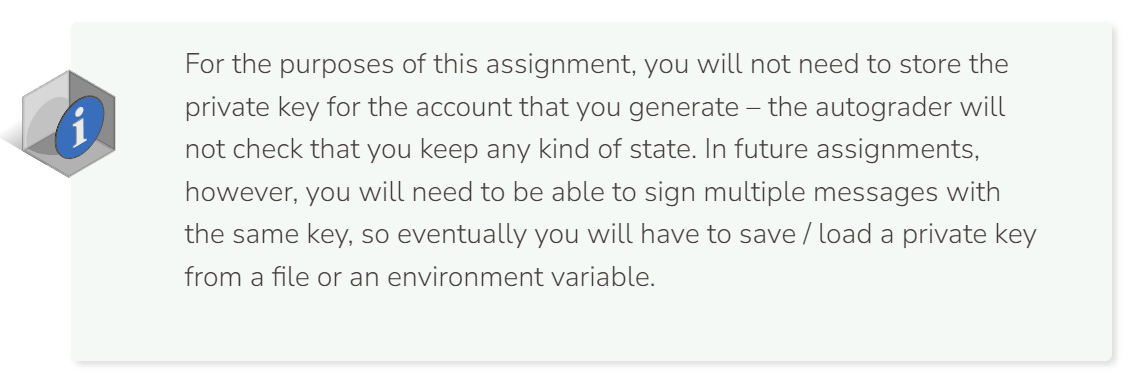 For the purposes of this assignment, you will not need to store the
private key for the account that you generate – the autograder will
not check that you keep any kind of state. In future assignments,
however, you will need to be able to sign multiple messages with
the same key, so eventually you will have to save / load a private key
from a file or an environment variable.